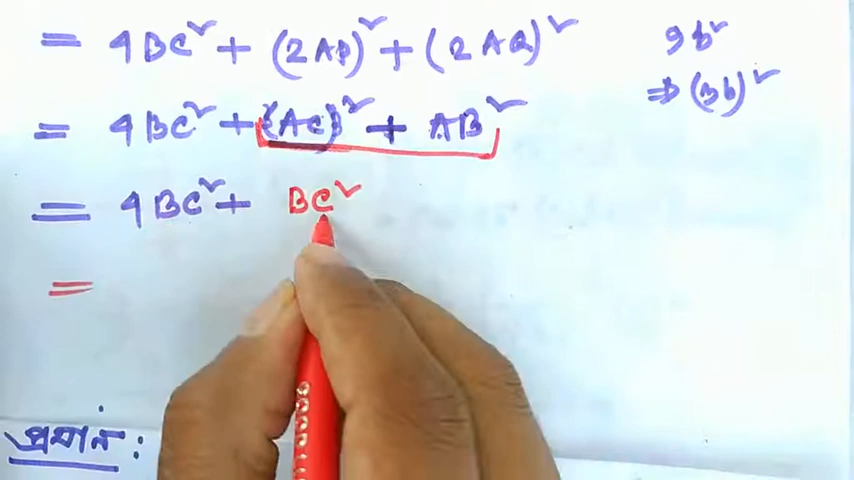 = 4BC² + (2AP)² + (2AQ)²
= 4BC² + (AC)² + AB²
= 4BC² + BC²
=
9b²
⇒ (3b)²
প্রমাণ :